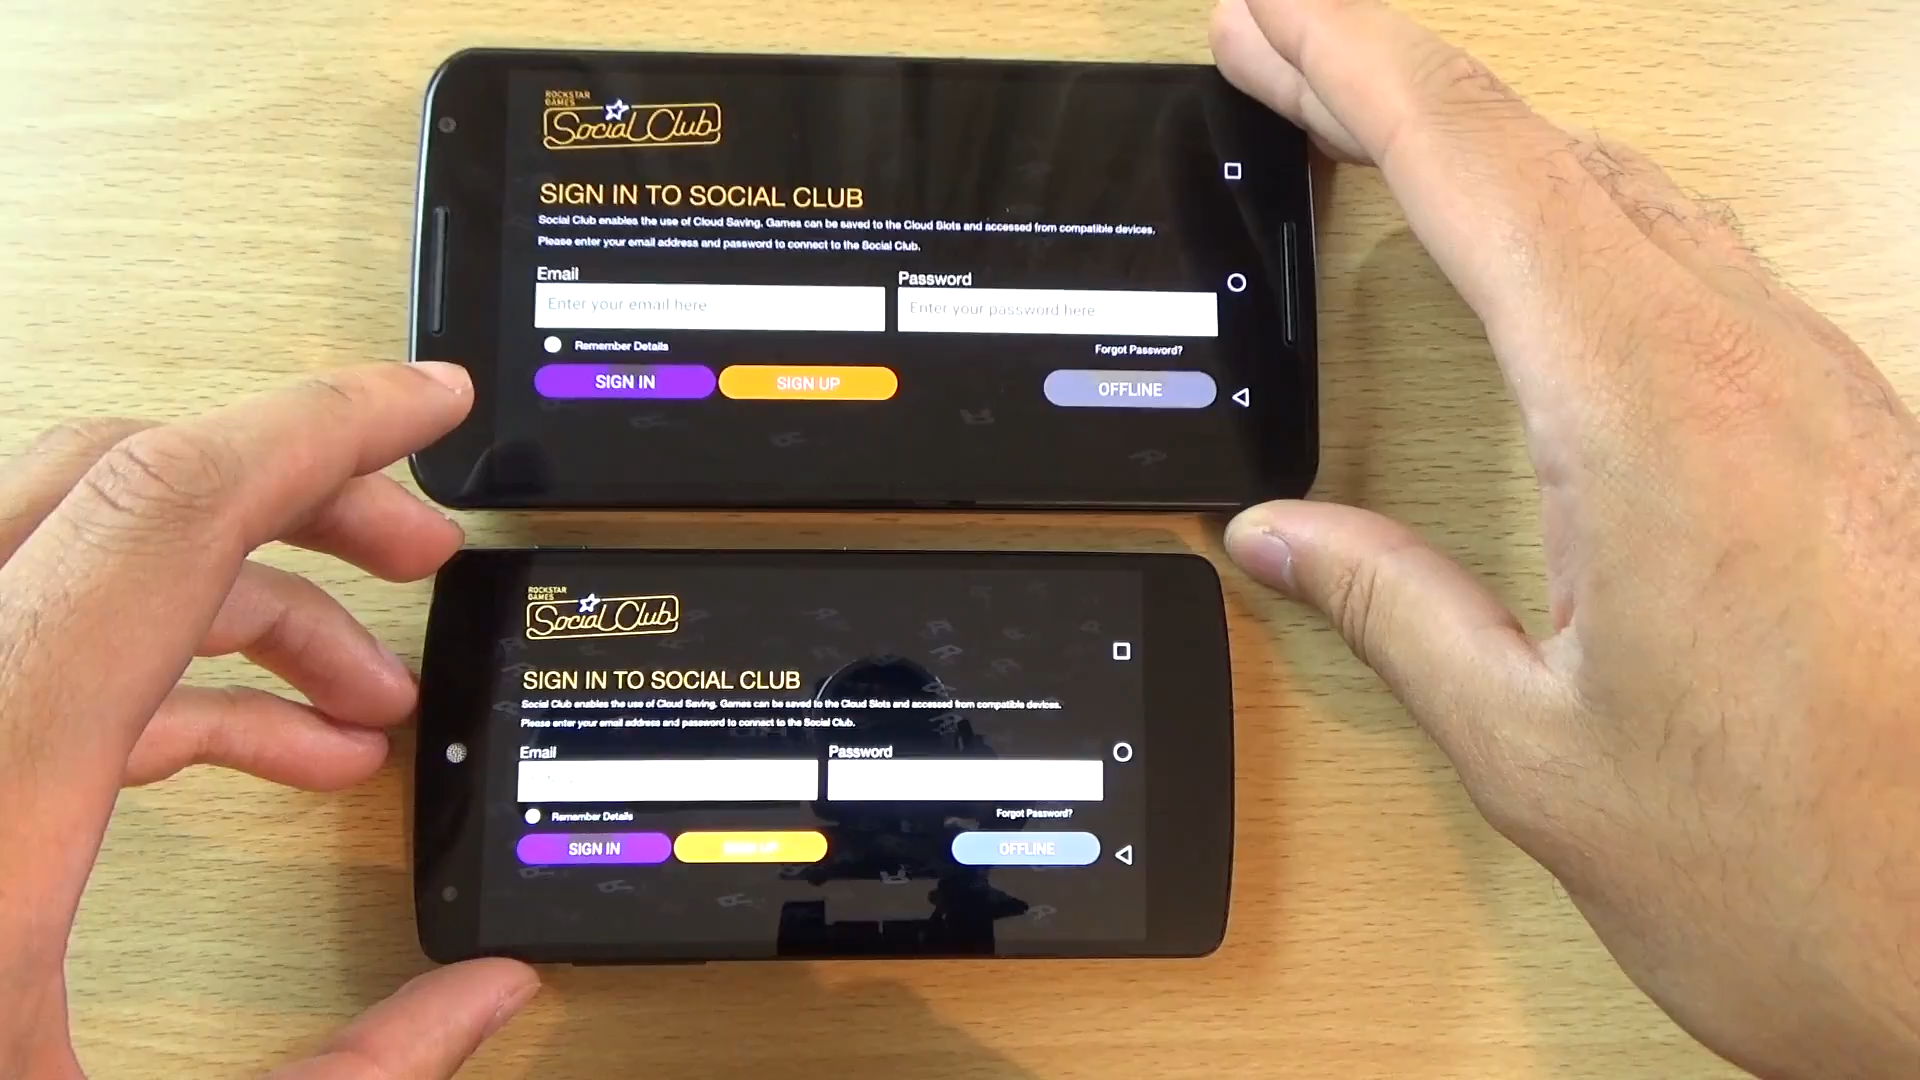 ROCKSTAR
GAMES
Social Club
SIGN IN TO SOCIAL CLUB
Social Club enables the use of Cloud Saving. Games can be saved to the Cloud Slots and accessed from compatible devices.
Please enter your email address and password to connect to the Social Club.
Email Password
Enter your email here Enter your password here
Remember Details Forgot Password?
SIGN IN SIGN UP OFFLINE
ROCKSTAR
GAMES
Social Club
SIGN IN TO SOCIAL CLUB
Social Club enables the use of Cloud Saving. Games can be saved to the Cloud Slots and accessed from compatible devices.
Please enter your email address and password to connect to the Social Club.
Email Password
Remember Details Forgot Password?
SIGN IN SIGN UP OFFLINE